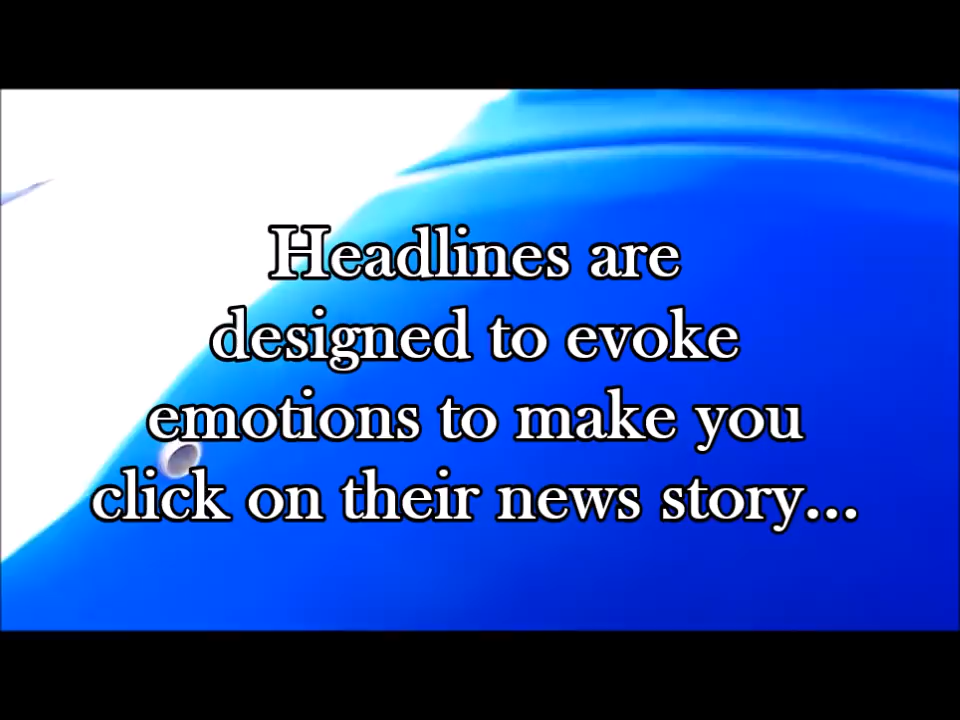 Headlines are
designed to evoke
emotions to make you
click on their news story...